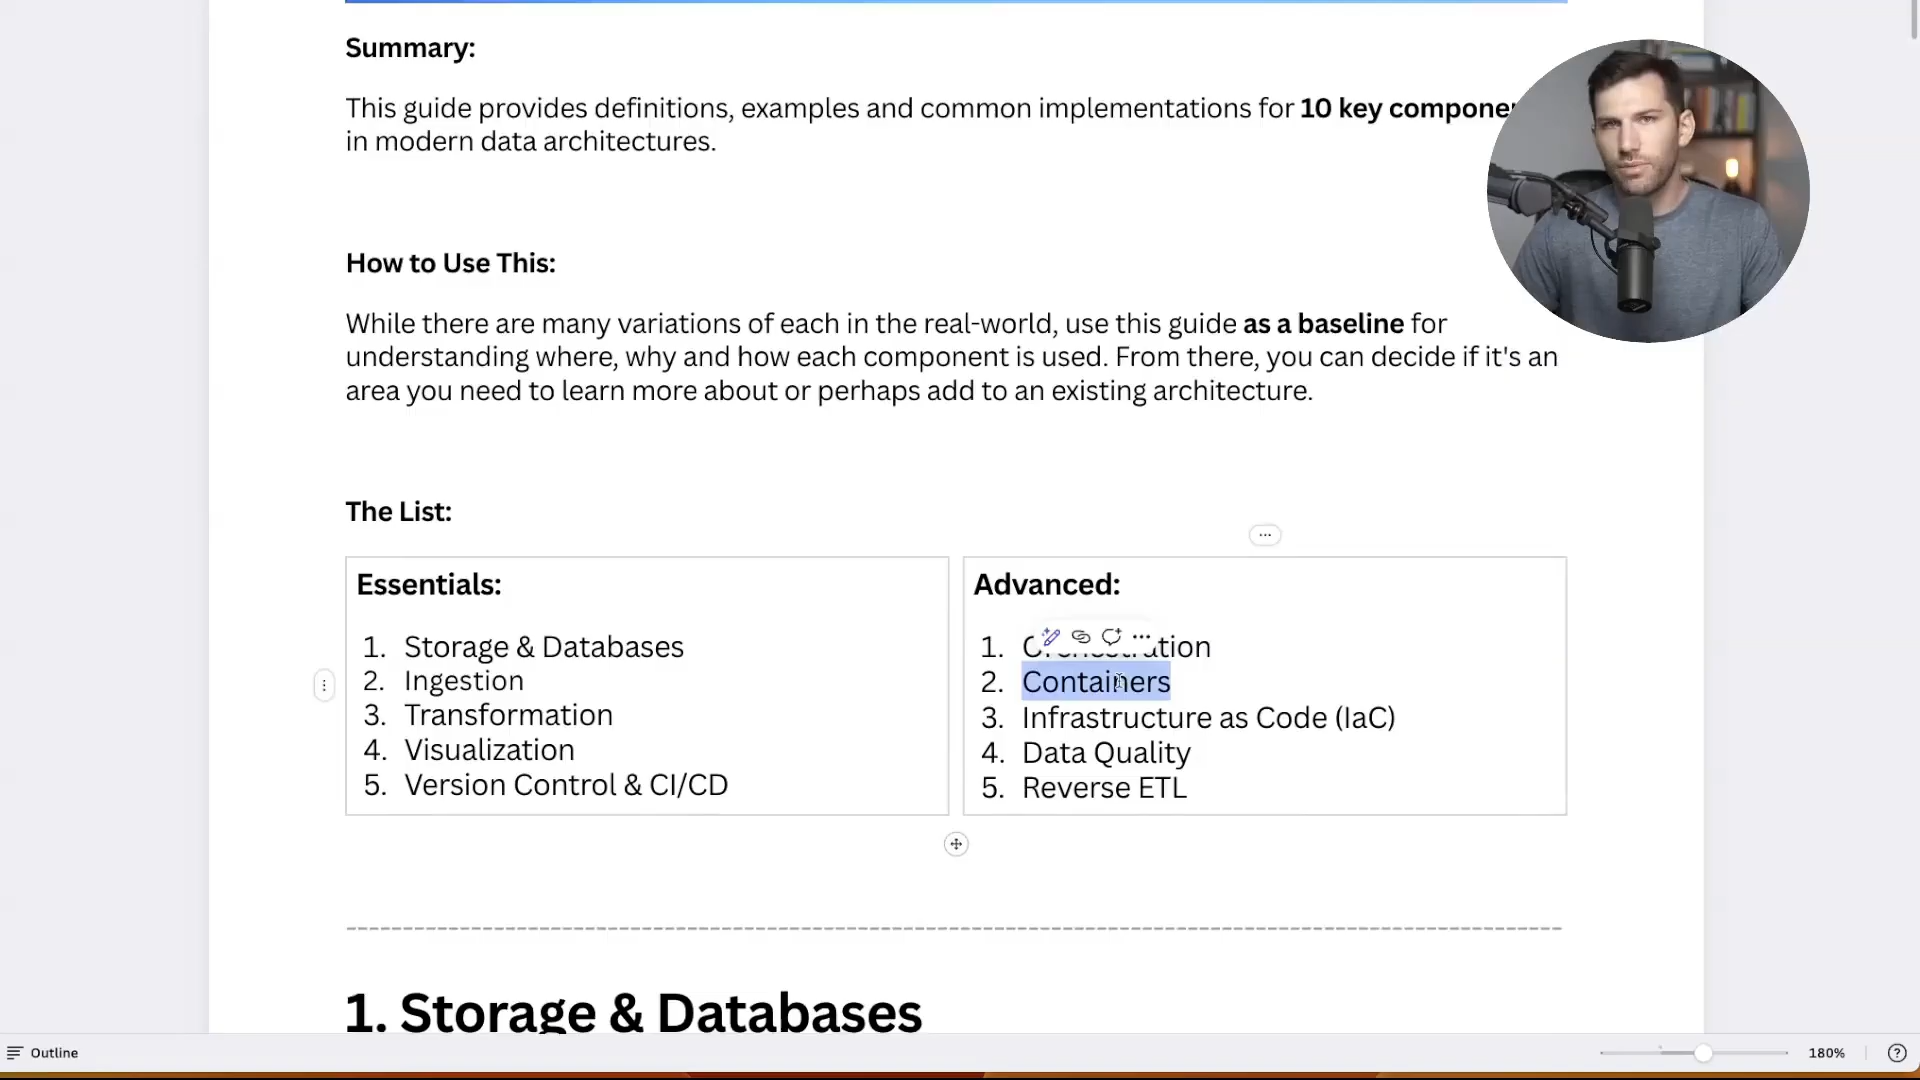 Summary:
This guide provides definitions, examples and common implementations for 10 key
in modern data architectures.
How to Use This:
While there are many variations of each in the real-world, use this guide as a baseline for
understanding where, why and how each component is used. From there, you can decide if it's an
area you need to learn more about or perhaps add to an existing architecture.
The List:
Essentials:
1. Storage & Databases
2. Ingestion
3. Transformation
4. Visualization
5. Version Control & CI/CD
Advanced:
1. Orchestration
2. Containers
3. Infrastructure as Code (IaC)
4. Data Quality
5. Reverse ETL
1. Storage & Databases
Outline
180%